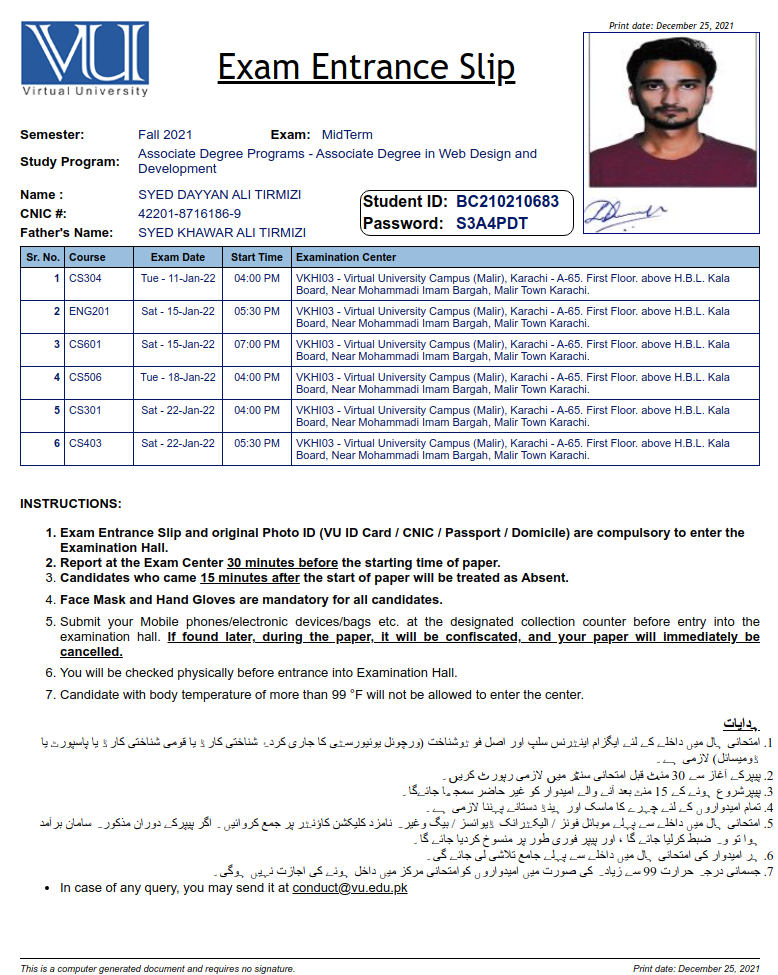 VU
Virtual University
Print date: December 25, 2021
Exam Entrance Slip
Semester: Fall 2021 Exam: MidTerm
Study Program: Associate Degree Programs - Associate Degree in Web Design and
Development
Name : SYED DAYYAN ALI TIRMIZI
CNIC #: 42201-8716186-9
Father's Name: SYED KHAWAR ALI TIRMIZI
Student ID: BC210210683
Password: S3A4PDT
Sr. No. Course Exam Date Start Time Examination Center
1 CS304 Tue - 11-Jan-22 04:00 PM VKHI03 - Virtual University Campus (Malir), Karachi - A-65. First Floor. above H.B.L. Kala
Board, Near Mohammadi Imam Bargah, Malir Town Karachi.
2 ENG201 Sat - 15-Jan-22 05:30 PM VKHI03 - Virtual University Campus (Malir), Karachi - A-65. First Floor. above H.B.L. Kala
Board, Near Mohammadi Imam Bargah, Malir Town Karachi.
3 CS601 Sat - 15-Jan-22 07:00 PM VKHI03 - Virtual University Campus (Malir), Karachi - A-65. First Floor. above H.B.L. Kala
Board, Near Mohammadi Imam Bargah, Malir Town Karachi.
4 CS506 Tue - 18-Jan-22 04:00 PM VKHI03 - Virtual University Campus (Malir), Karachi - A-65. First Floor. above H.B.L. Kala
Board, Near Mohammadi Imam Bargah, Malir Town Karachi.
5 CS301 Sat - 22-Jan-22 04:00 PM VKHI03 - Virtual University Campus (Malir), Karachi - A-65. First Floor. above H.B.L. Kala
Board, Near Mohammadi Imam Bargah, Malir Town Karachi.
6 CS403 Sat - 22-Jan-22 05:30 PM VKHI03 - Virtual University Campus (Malir), Karachi - A-65. First Floor. above H.B.L. Kala
Board, Near Mohammadi Imam Bargah, Malir Town Karachi.
INSTRUCTIONS:
1. Exam Entrance Slip and original Photo ID (VU ID Card / CNIC / Passport / Domicile) are compulsory to enter the
Examination Hall.
2. Report at the Exam Center 30 minutes before the starting time of paper.
3. Candidates who came 15 minutes after the start of paper will be treated as Absent.
4. Face Mask and Hand Gloves are mandatory for all candidates.
5. Submit your Mobile phones/electronic devices/bags etc. at the designated collection counter before entry into the
examination hall. If found later, during the paper, it will be confiscated, and your paper will immediately be
cancelled.
6. You will be checked physically before entrance into Examination Hall.
7. Candidate with body temperature of more than 99 °F will not be allowed to enter the center.
ہدایات
1. امتحانی ہال میں داخلے کے لئے ایگزام اینٹرنس سلپ اور اصل فوٹوشناخت (ورچوئل یونیورسٹی کا جاری کردہ شناختی کارڈ یا قومی شناختی کارڈ یا پاسپورٹ یا
ڈومیسائل) لازمی ہے۔
2. پیپرکے آغاز سے 30 منٹ قبل امتحانی سنٹر میں لازمی رپورٹ کریں۔
3. پیپرشروع ہونے کے 15 منٹ بعد آنے والے امیدوار کو غیر حاضر سمجھا جائےگا۔
4. تمام امیدواروں کے لئے چہرے کا ماسک اور ہینڈ دستانے پہننا لازمی ہے۔
5. امتحانی ہال میں داخلے سے پہلے موبائل فونز / الیکٹرانک ڈیوائسز / بیگ وغیرہ نامزد کلیکشن کاؤنٹر پر جمع کروائیں۔ اگر پیپرکے دوران مذکورہ سامان برآمد
ہوا تو وہ ضبط کرلیا جائے گا ، اور پیپر فوری طور پر منسوخ کردیا جائے گا۔
6. ہر امیدوار کی امتحانی ہال میں داخلے سے پہلے جامع تلاشی لی جائے گی۔
7. جسمانی درجہ حرارت 99 سے زیادہ کی صورت میں امیدواروں کوامتحانی مرکز میں داخل ہونے کی اجازت نہیں ہوگی۔
• In case of any query, you may send it at conduct@vu.edu.pk
This is a computer generated document and requires no signature. Print date: December 25, 2021